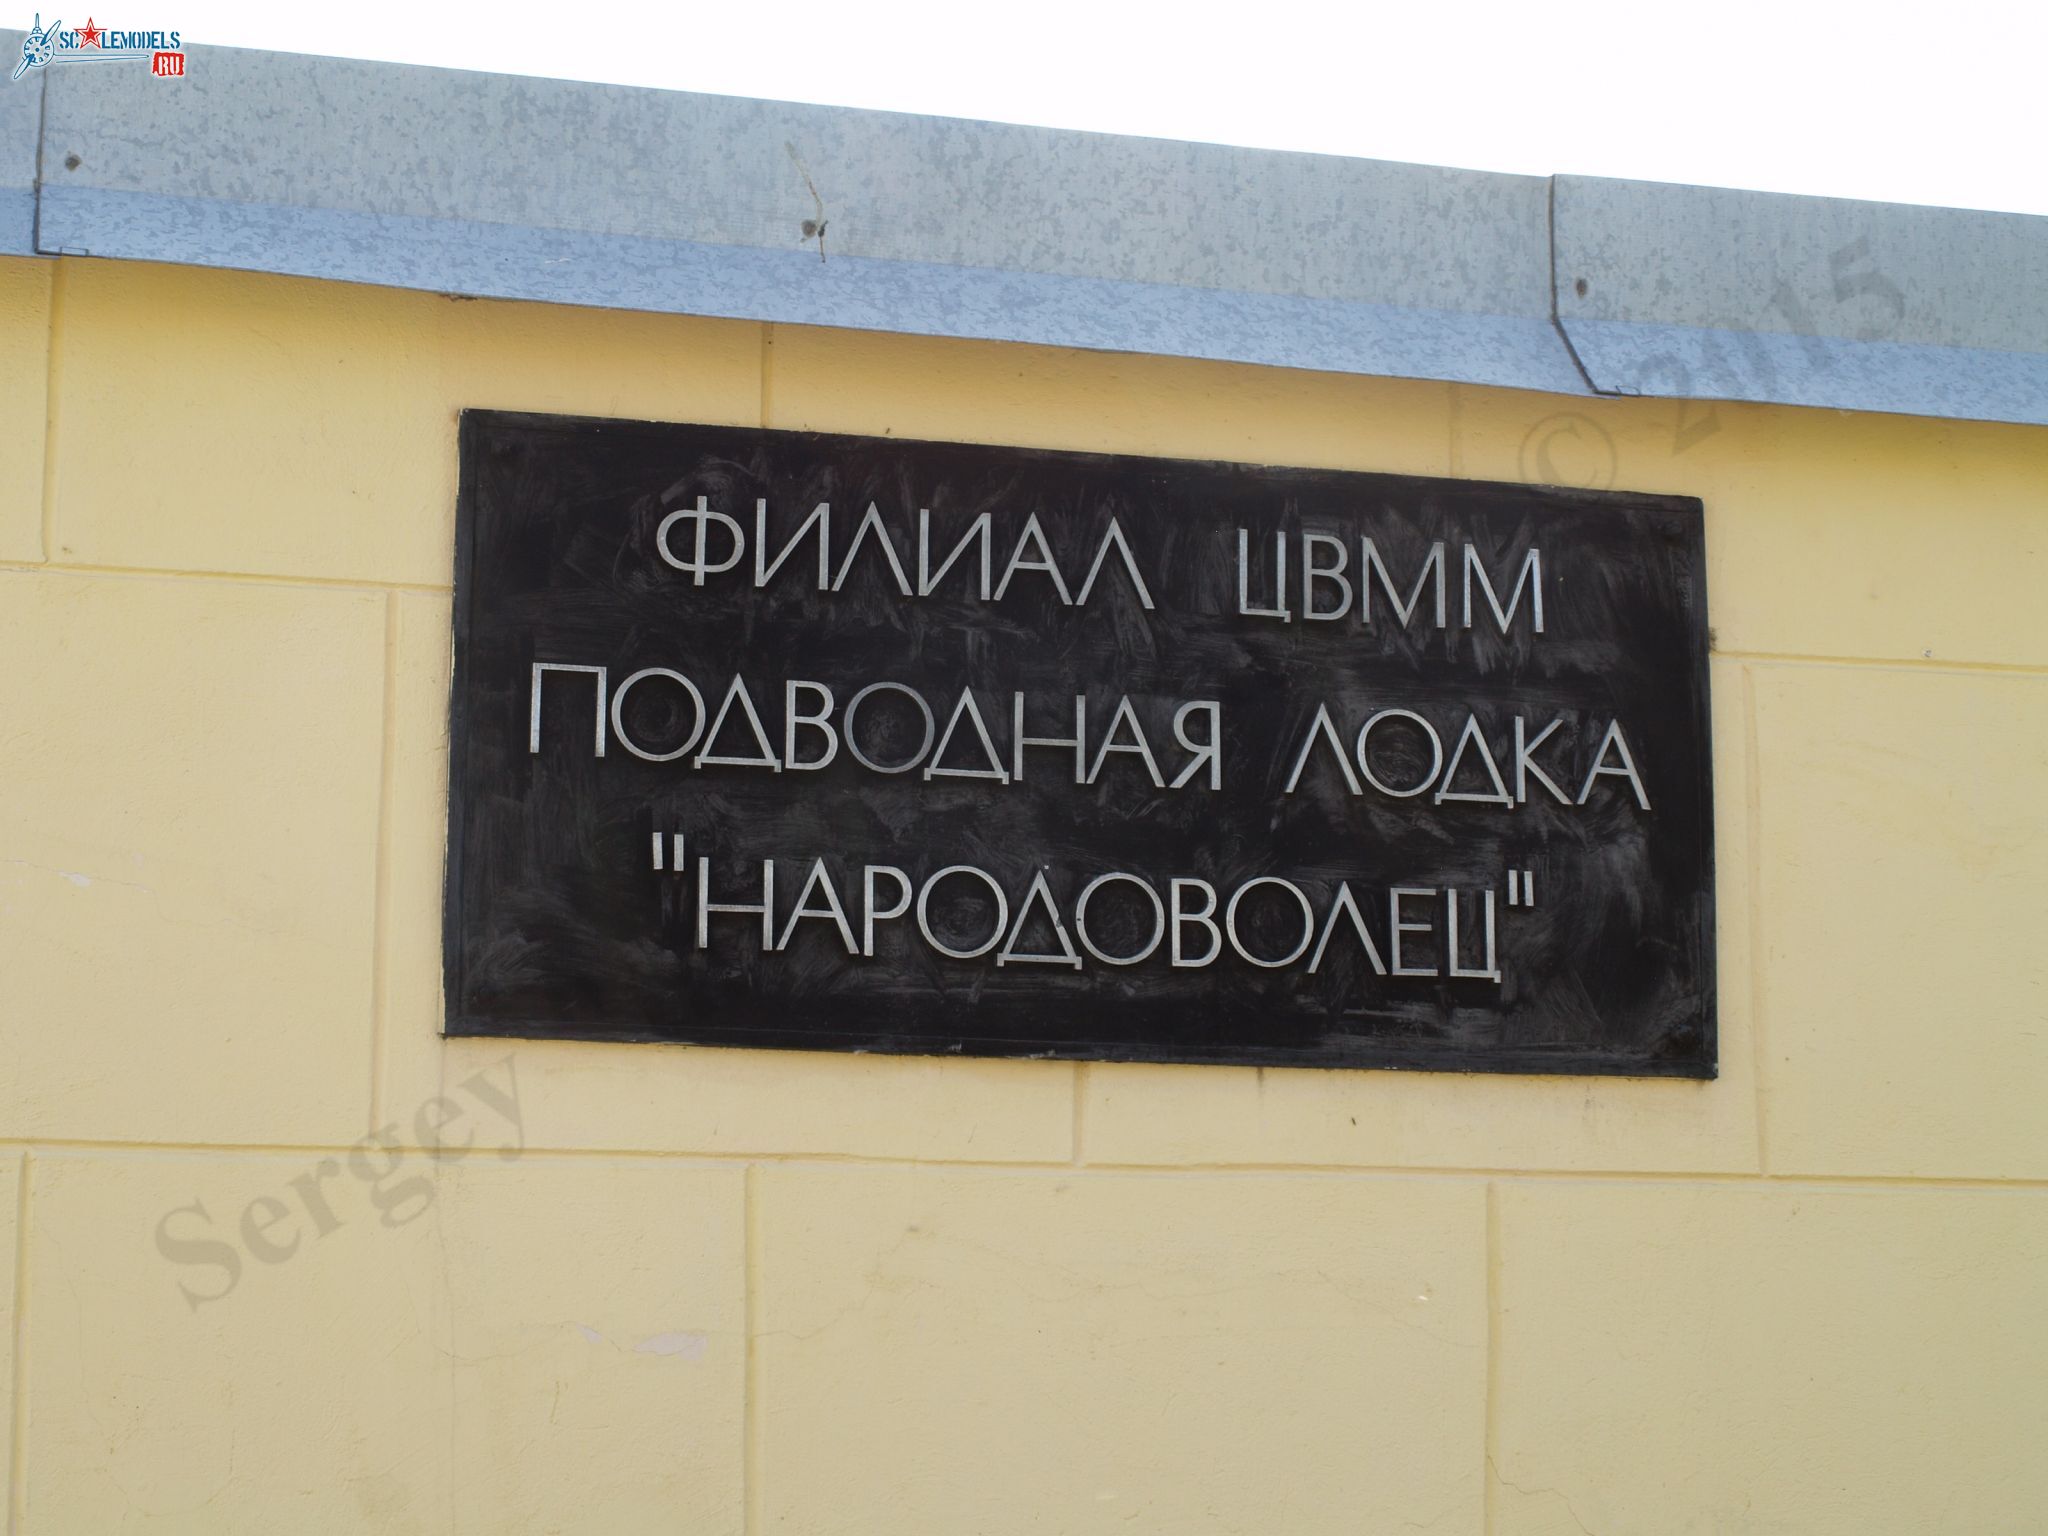 SCALEMODELS
RU
© 2015
ФИЛИАЛ ЦВММ
ПОДВОДНАЯ ЛОДКА
"НАРОДОВОЛЕЦ"
Sergey